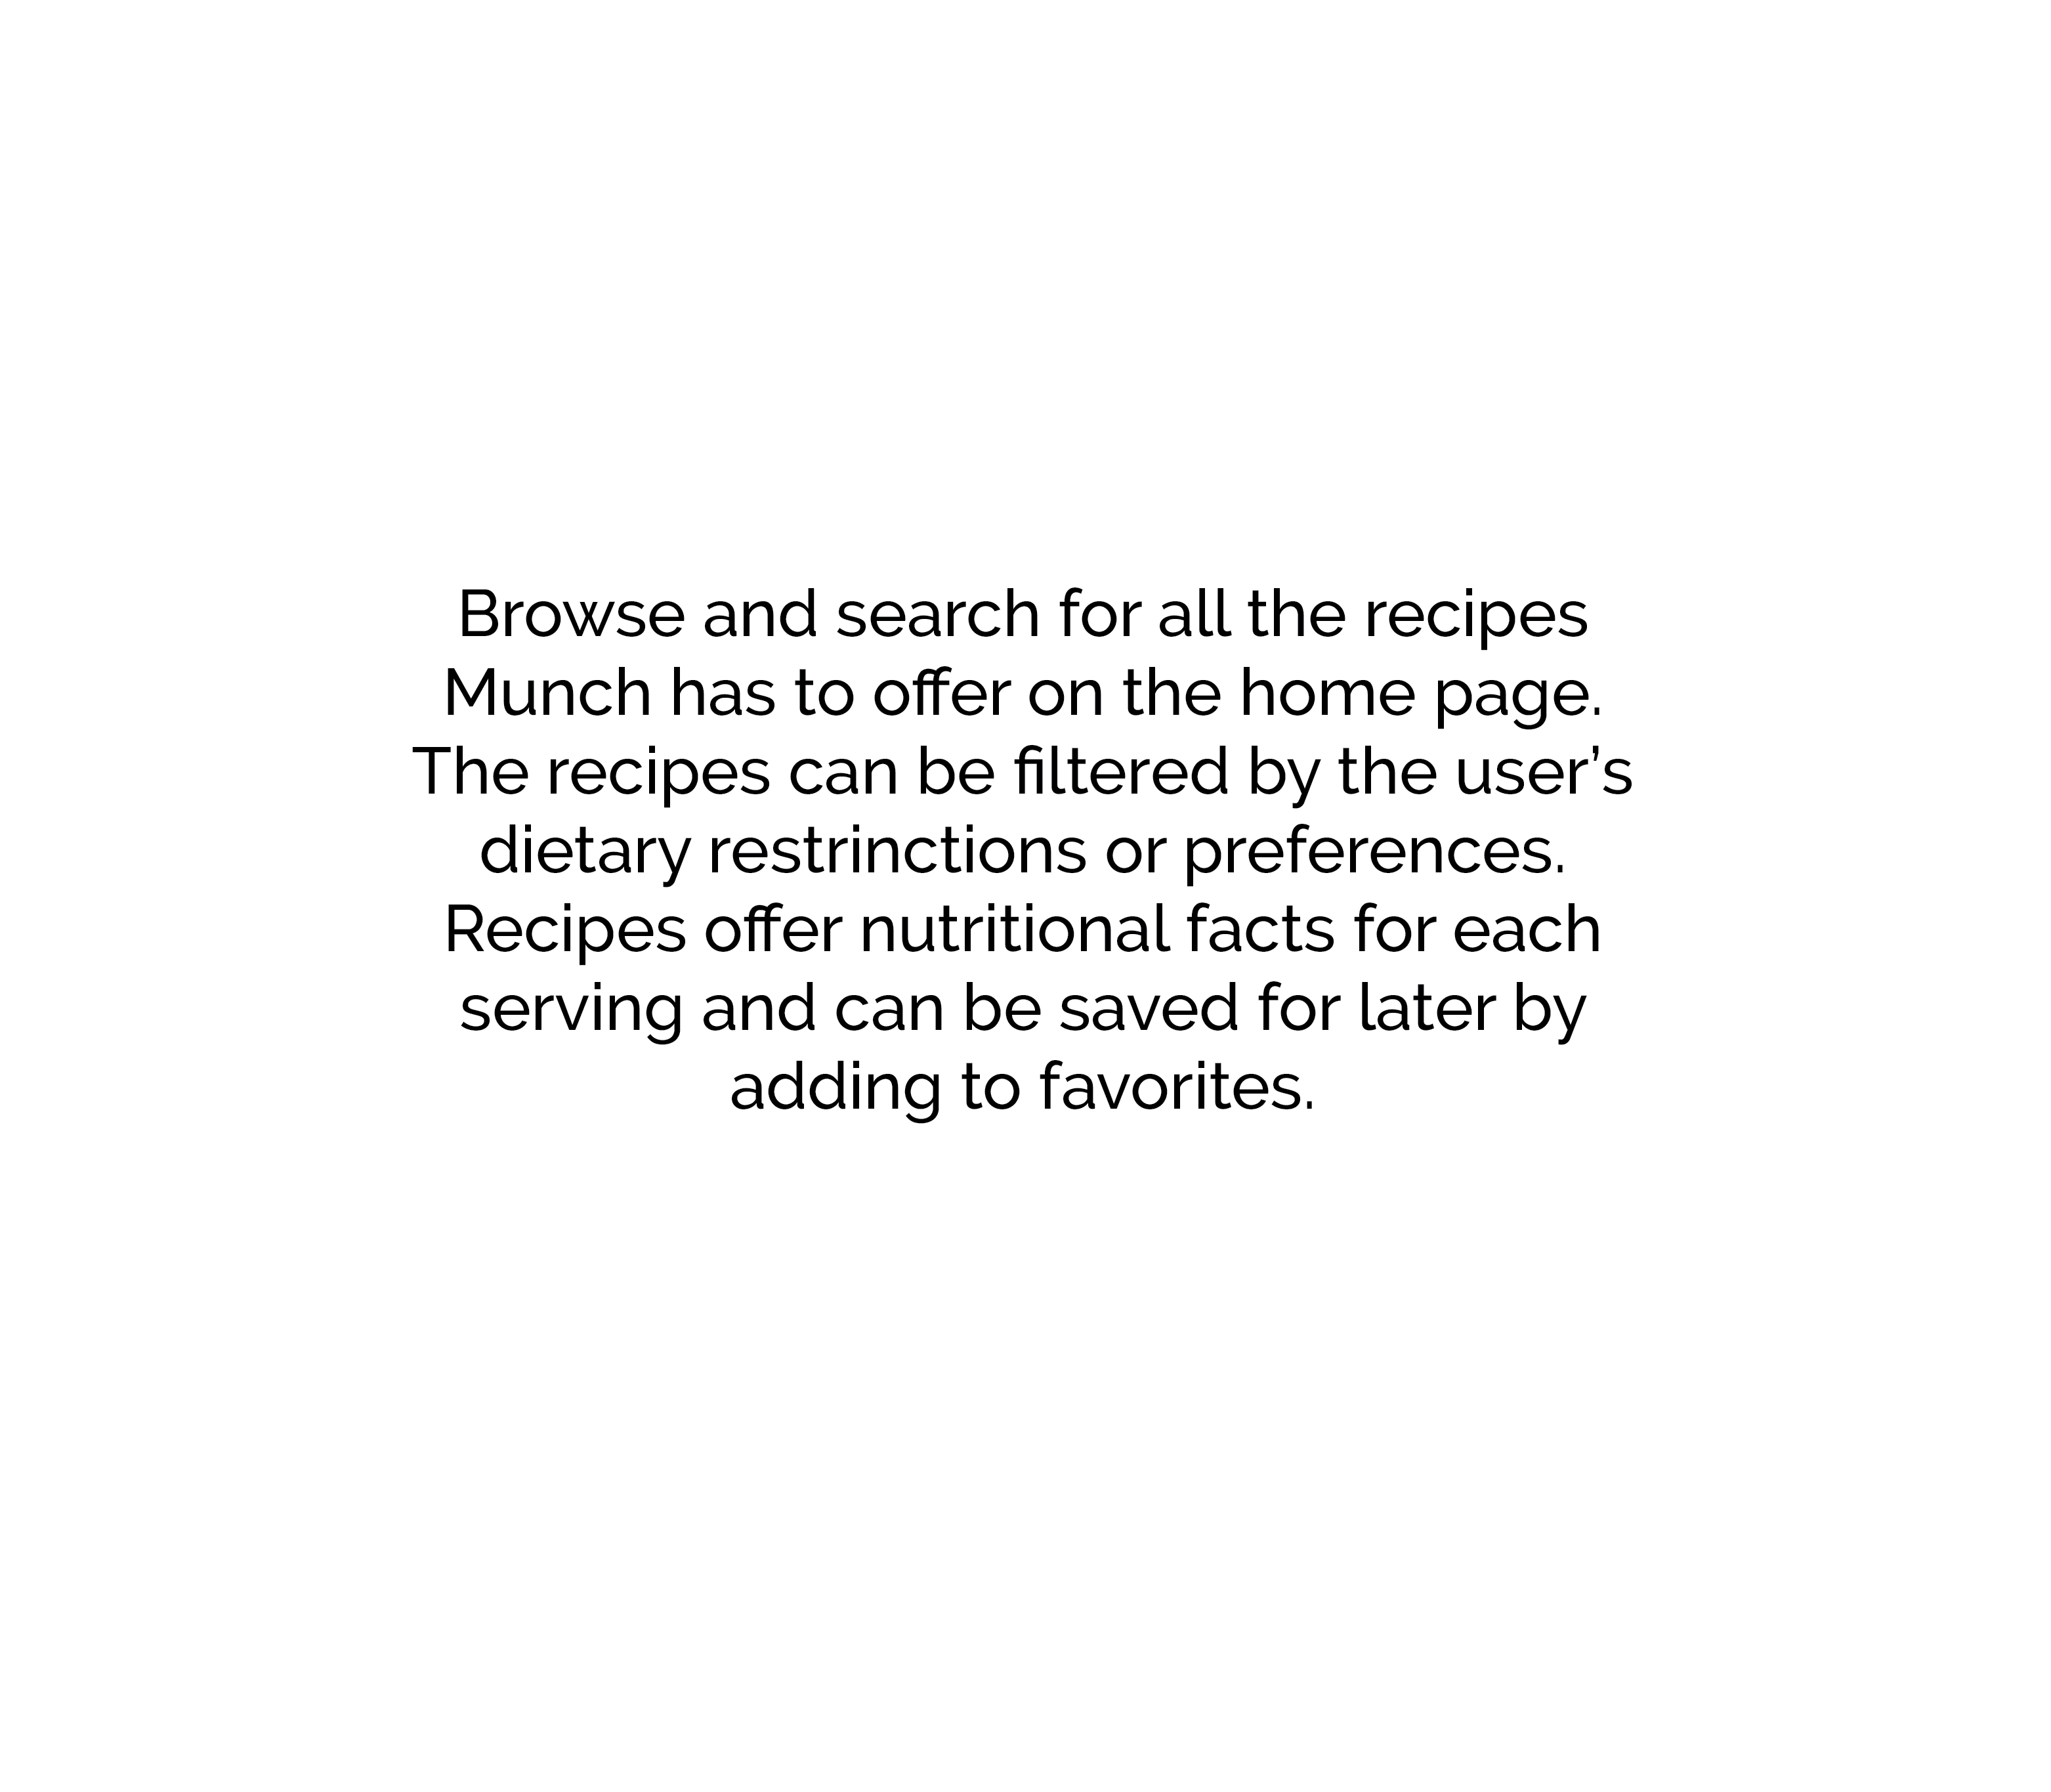 Browse and search for all the recipes
Munch has to offer on the home page.
The recipes can be filtered by the user’s
dietary restrinctions or preferences.
Recipes offer nutritional facts for each
serving and can be saved for later by
adding to favorites.